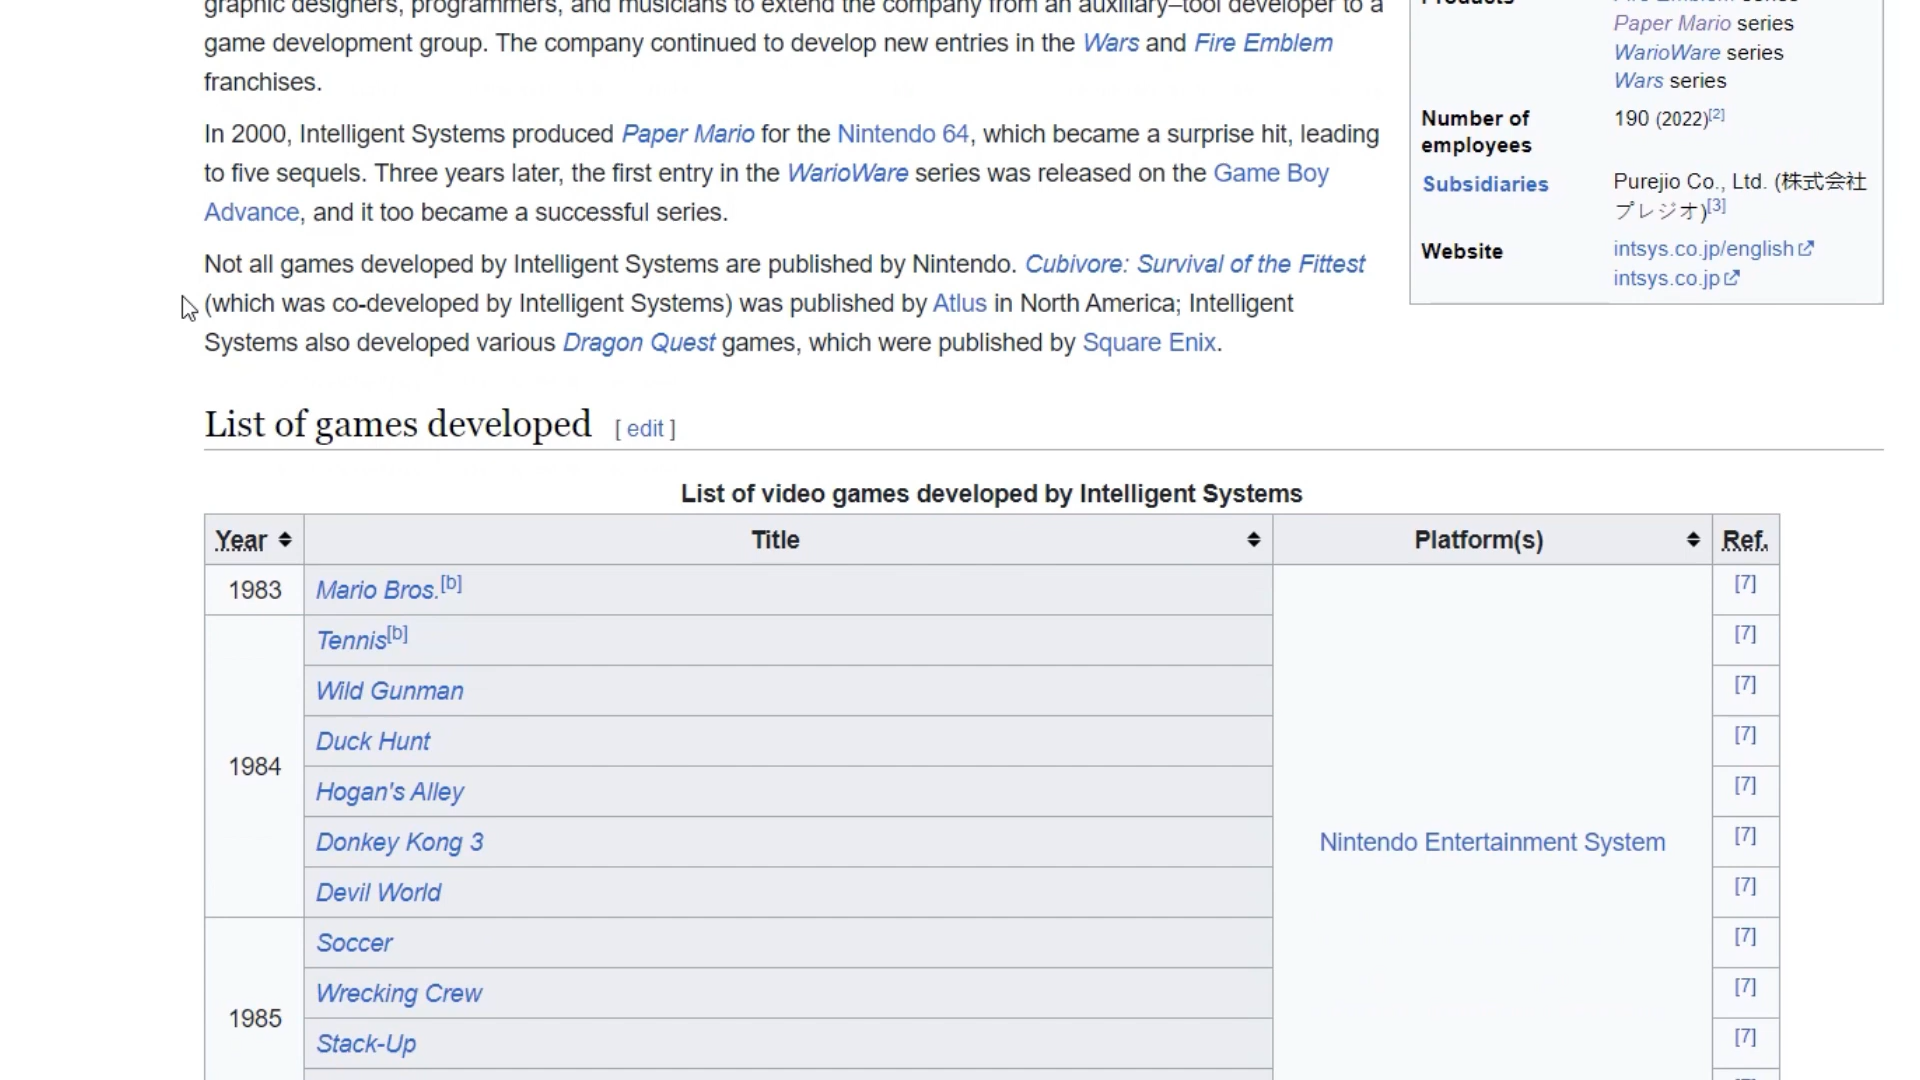 graphic designers, programmers, and musicians to extend the company from an auxiliary–tool developer to a
game development group. The company continued to develop new entries in the Wars and Fire Emblem
franchises.
In 2000, Intelligent Systems produced Paper Mario for the Nintendo 64, which became a surprise hit, leading
to five sequels. Three years later, the first entry in the WarioWare series was released on the Game Boy
Advance, and it too became a successful series.
Not all games developed by Intelligent Systems are published by Nintendo. Cubivore: Survival of the Fittest
(which was co-developed by Intelligent Systems) was published by Atlus in North America; Intelligent
Systems also developed various Dragon Quest games, which were published by Square Enix.
Products Fire Emblem series
Paper Mario series
WarioWare series
Wars series
Number of employees 190 (2022)[2]
Subsidiaries Purejio Co., Ltd. (株式会社
プレジオ)[3]
Website intsys.co.jp/english
intsys.co.jp
List of games developed [ edit ]
List of video games developed by Intelligent Systems
Year Title Platform(s) Ref.
1983 Mario Bros.[b] [7]
1984 Tennis[b] [7]
Wild Gunman [7]
Duck Hunt [7]
Hogan's Alley [7]
Donkey Kong 3 Nintendo Entertainment System [7]
Devil World [7]
1985 Soccer [7]
Wrecking Crew [7]
Stack-Up [7]